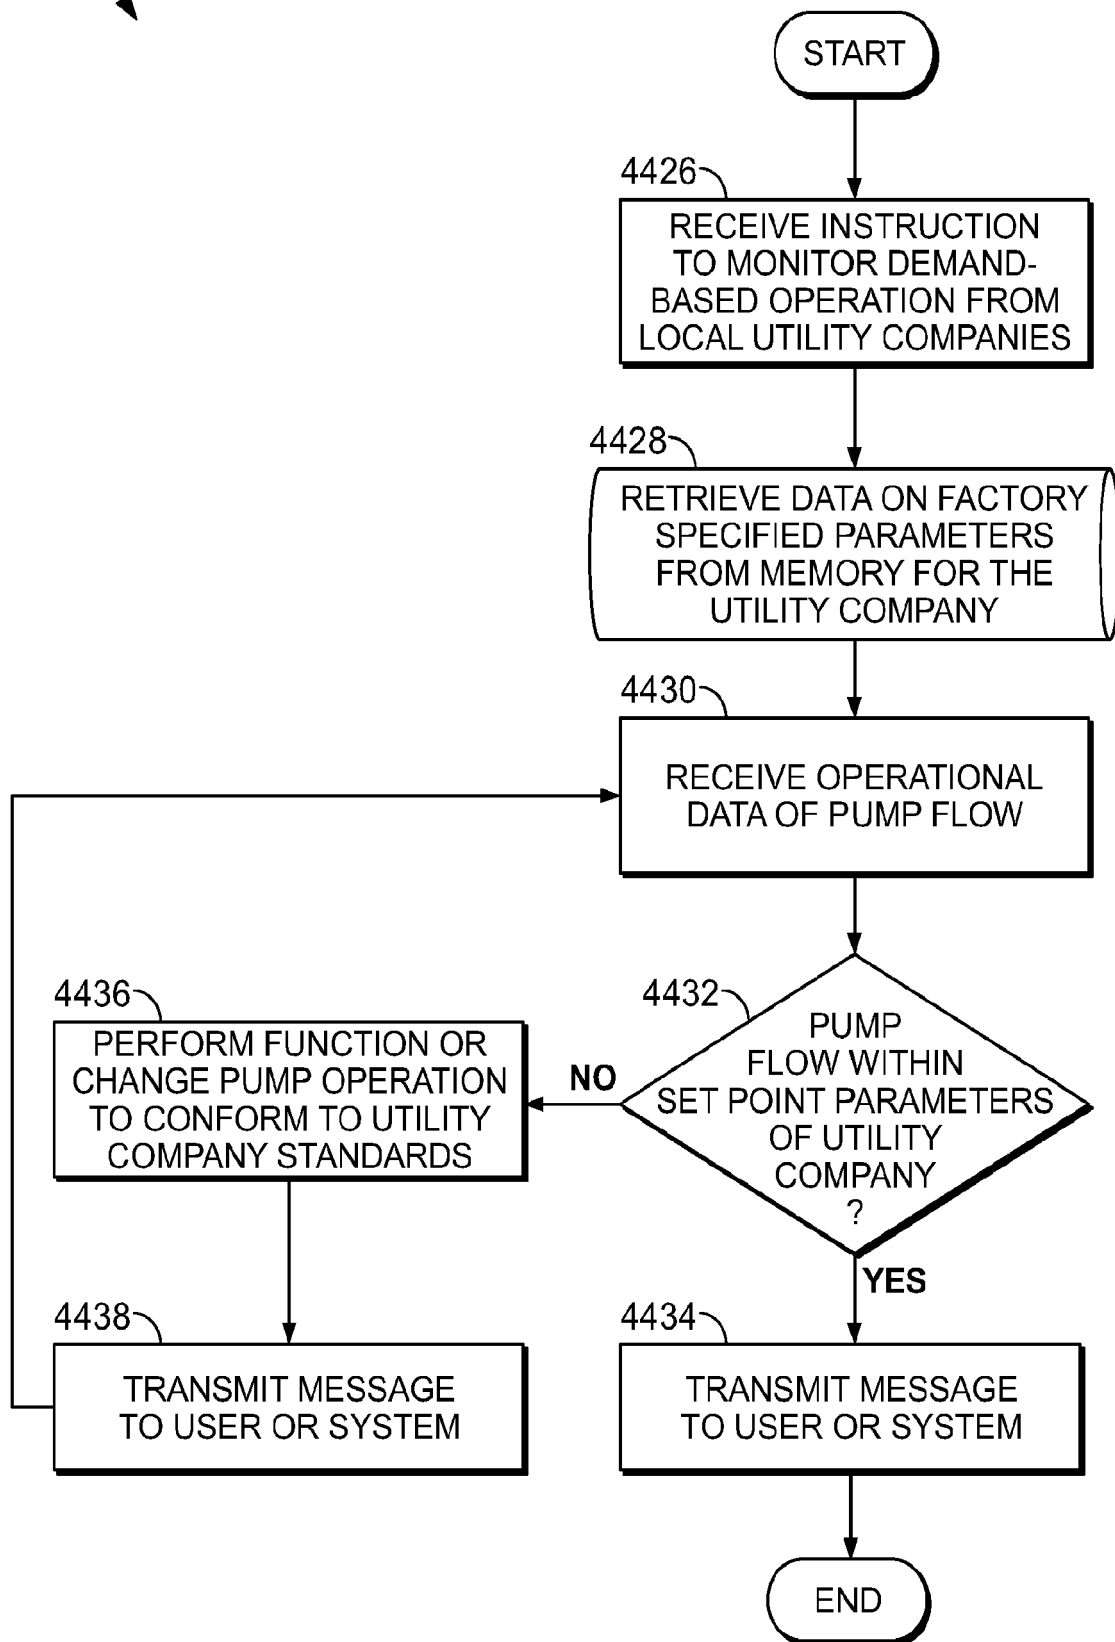 START
4426
RECEIVE INSTRUCTION
TO MONITOR DEMAND-
BASED OPERATION FROM
LOCAL UTILITY COMPANIES
4428
RETRIEVE DATA ON FACTORY
SPECIFIED PARAMETERS
FROM MEMORY FOR THE
UTILITY COMPANY
4430
RECEIVE OPERATIONAL
DATA OF PUMP FLOW
4432
PUMP
FLOW WITHIN
SET POINT PARAMETERS
OF UTILITY
COMPANY
?
NO
4436
PERFORM FUNCTION OR
CHANGE PUMP OPERATION
TO CONFORM TO UTILITY
COMPANY STANDARDS
4438
TRANSMIT MESSAGE
TO USER OR SYSTEM
YES
4434
TRANSMIT MESSAGE
TO USER OR SYSTEM
END